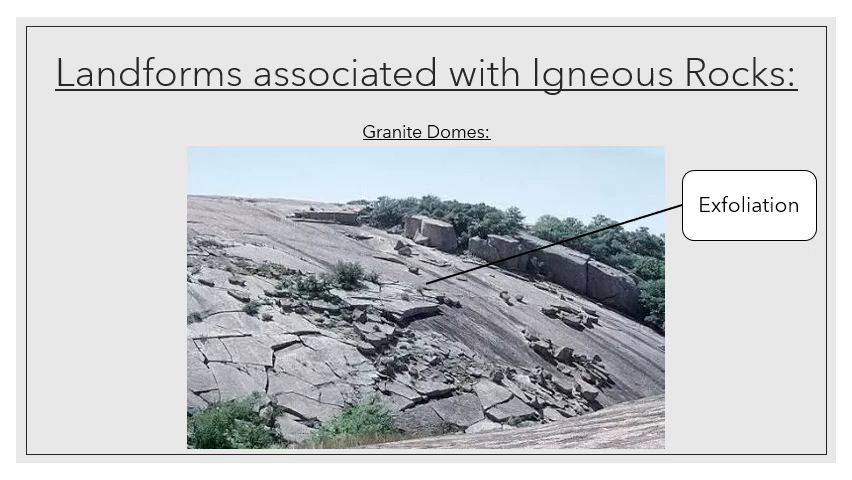 Landforms associated with Igneous Rocks:
Granite Domes:
Exfoliation